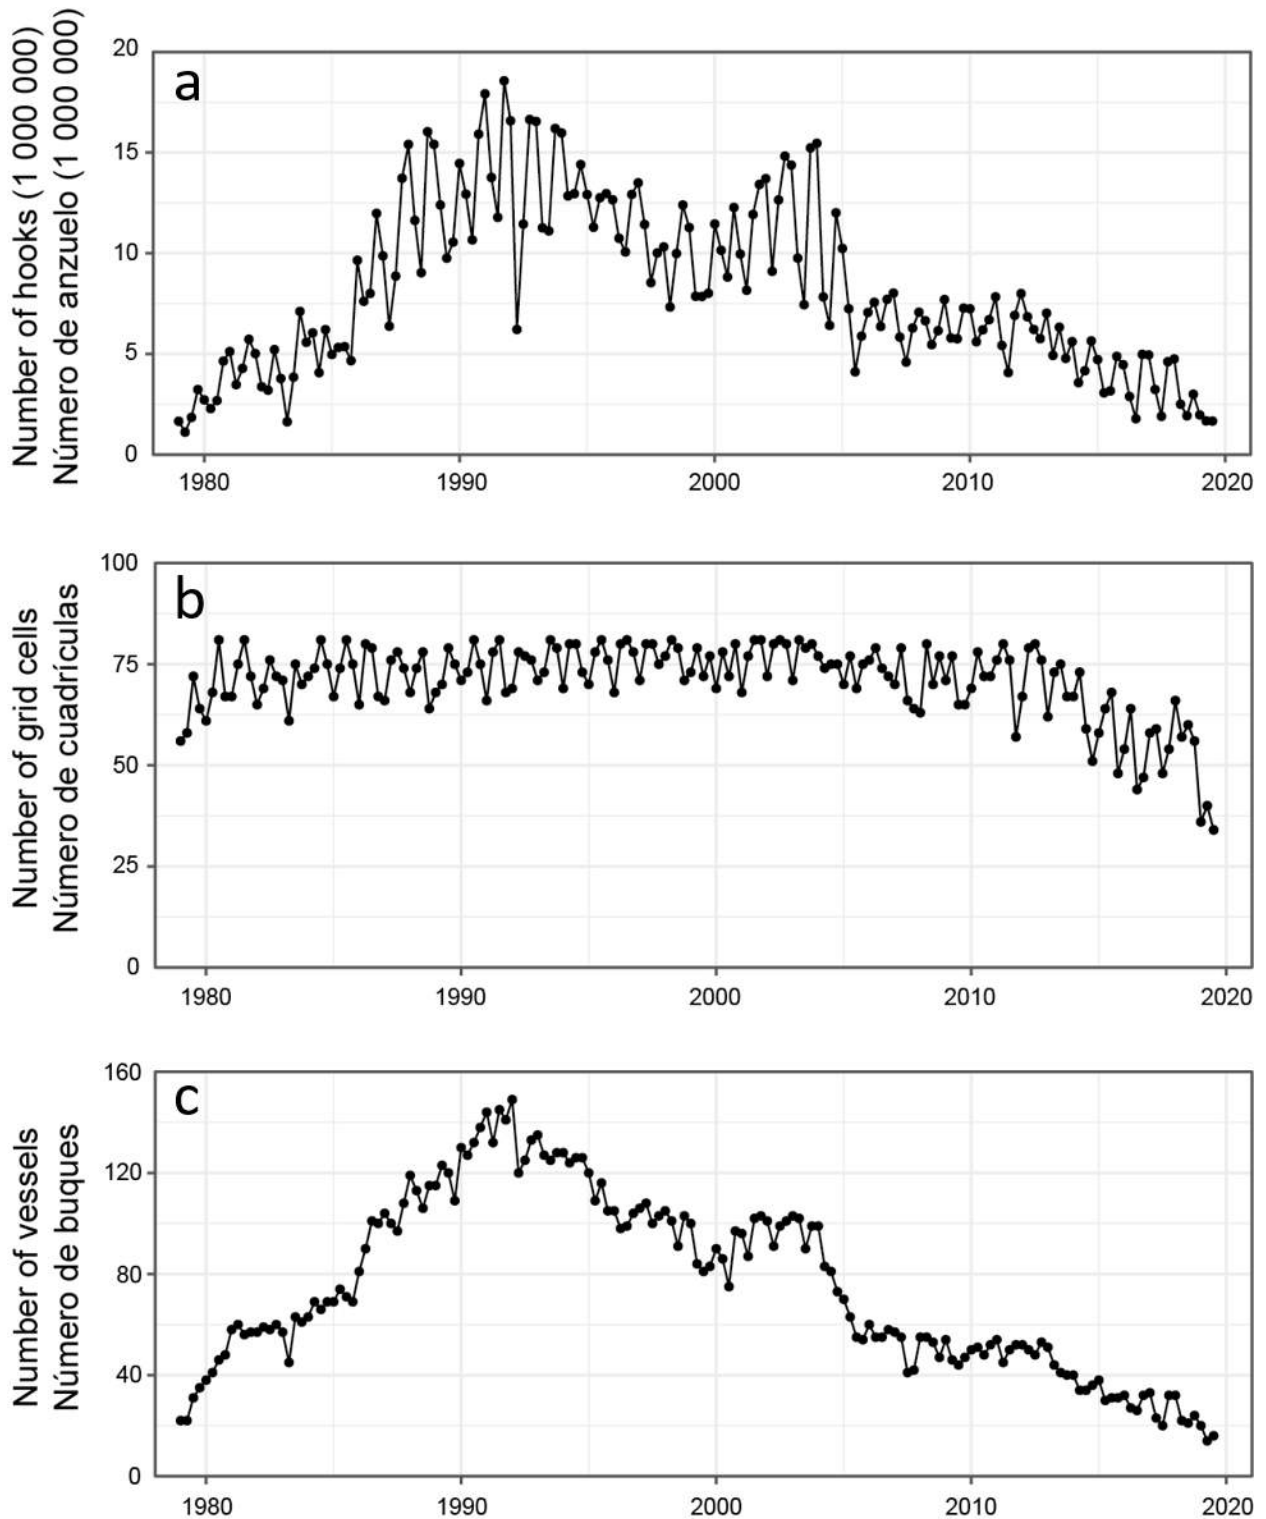 Number of hooks (1 000 000)
Número de anzuelo (1 000 000)
a
20
15
10
5
0
1980 1990 2000 2010 2020
Number of grid cells
Número de cuadrículas
b
100
75
50
25
0
1980 1990 2000 2010 2020
Number of vessels
Número de buques
c
160
120
80
40
0
1980 1990 2000 2010 2020